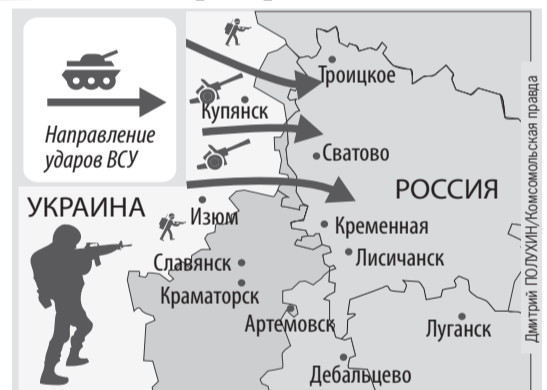 Направление
ударов ВСУ
Троицкое
Купянск
Сватово
РОССИЯ
УКРАИНА
Изюм
Кременная
Славянск
Лисичанск
Краматорск
Артемовск
Луганск
Дебальцево
Дмитрий ПОЛУХИН/Комсомольская правда